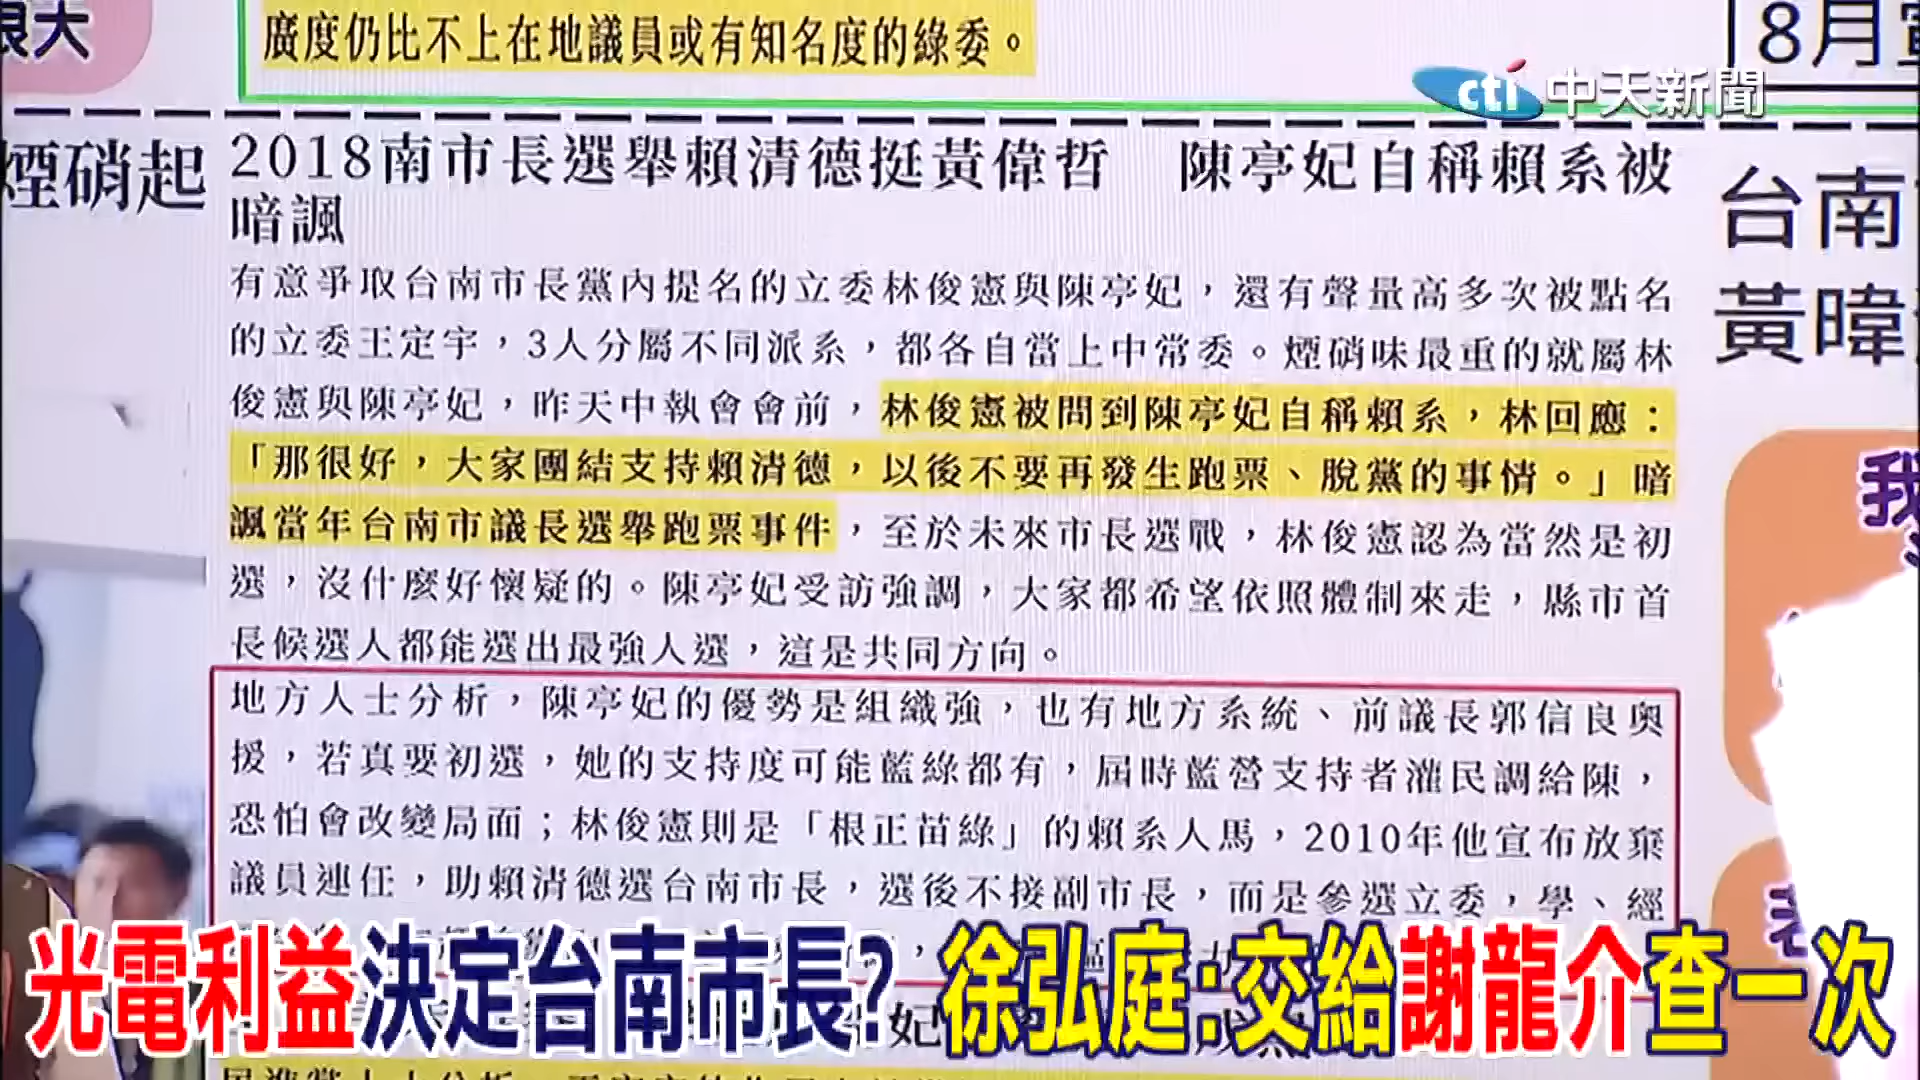 廣度仍比不上在地議員或有知名度的綠委。
8月
cti 中天新聞
煙硝起
2018南市長選舉賴清德挺黃偉哲　陳亭妃自稱賴系被
暗諷
有意爭取台南市長黨內提名的立委林俊憲與陳亭妃，還有聲量高多次被點名
的立委王定宇，3人分屬不同派系，都各自當上中常委。煙硝味最重的就屬林
俊憲與陳亭妃，昨天中執會會前，林俊憲被問到陳亭妃自稱賴系，林回應：
「那很好，大家團結支持賴清德，以後不要再發生跑票、脫黨的事情。」暗
諷當年台南市議長選舉跑票事件，至於未來市長選戰，林俊憲認為當然是初
選，沒什麼好懷疑的。陳亭妃受訪強調，大家都希望依照體制來走，縣市首
長候選人都能選出最強人選，這是共同方向。
地方人士分析，陳亭妃的優勢是組織強，也有地方系統、前議長郭信良奧
援，若真要初選，她的支持度可能藍綠都有，屆時藍營支持者灌民調給陳，
恐怕會改變局面；林俊憲則是「根正苗綠」的賴系人馬，2010年他宣布放棄
議員連任，助賴清德選台南市長，選後不接副市長，而是參選立委，學、經
台南
黃暐
我
光電利益決定台南市長? 徐弘庭:交給謝龍介查一次
妃